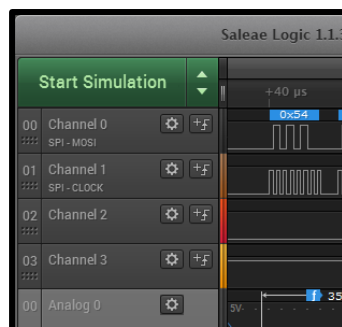 Saleae Logic 1.1.3
Start Simulation
+40 µs
0x54
00 Channel 0
SPI - MOSI
01 Channel 1
SPI - CLOCK
02 Channel 2
03 Channel 3
00 Analog 0
f 35
5V